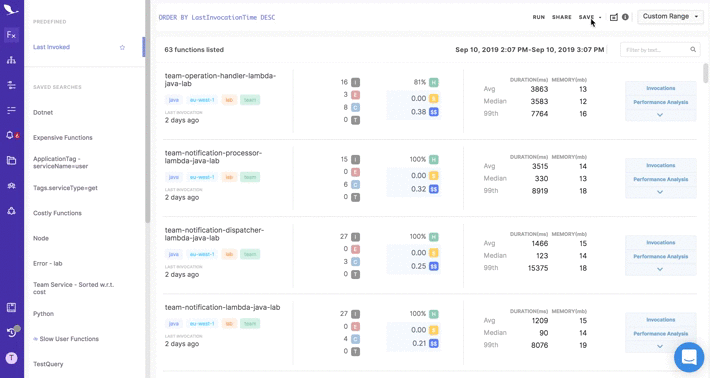 Fx
6
T
PREDEFINED
Last Invoked
SAVED SEARCHES
Dotnet
Expensive Functions
ApplicationTag -
serviceName=user
Tags.serviceType=get
Costly Functions
Node
Error - lab
Team Service - Sorted w.r.t.
cost
Python
Slow User Functions
TestQuery
ORDER BY LastInvocationTime DESC
RUN SHARE SAVE
Custom Range
63 functions listed
Sep 10, 2019 2:07 PM-Sep 10, 2019 3:07 PM
Filter by text...
team-operation-handler-lambda-
java-lab
java eu-west-1 lab team
LAST INVOCATION
2 days ago
16 I
3 E
8 C
0 T
81% H
0.00 $
0.38 $$
DURATION(ms) MEMORY(mb)
Avg 3863 13
Median 3583 12
99th 7764 16
Invocations
Performance Analysis
team-notification-processor-
lambda-java-lab
java eu-west-1 lab team
LAST INVOCATION
2 days ago
15 I
0 E
6 C
0 T
100% H
0.00 $
0.32 $$
DURATION(ms) MEMORY(mb)
Avg 3515 14
Median 330 13
99th 8919 18
Invocations
Performance Analysis
team-notification-dispatcher-
lambda-java-lab
java eu-west-1 lab team
LAST INVOCATION
2 days ago
27 I
0 E
3 C
0 T
100% H
0.00 $
0.25 $$
DURATION(ms) MEMORY(mb)
Avg 1466 15
Median 123 14
99th 15375 18
Invocations
Performance Analysis
team-notification-lambda-java-lab
java eu-west-1 lab team
LAST INVOCATION
2 days ago
27 I
0 E
4 C
0 T
100% H
0.00 $
0.21 $$
DURATION(ms) MEMORY(mb)
Avg 1209 15
Median 90 14
99th 8076 19
Invocations
Performance Analysis